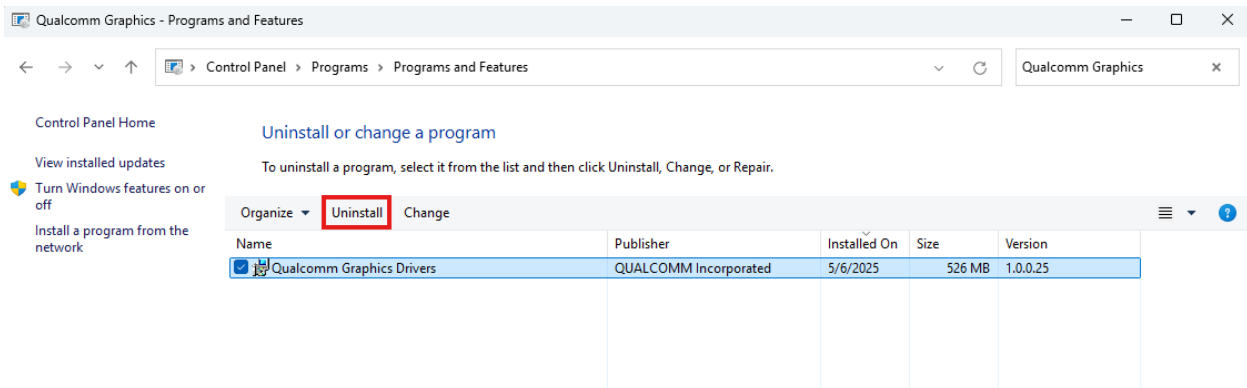 Qualcomm Graphics - Programs and Features
Control Panel > Programs > Programs and Features
Qualcomm Graphics
Control Panel Home
View installed updates
Turn Windows features on or
off
Install a program from the
network
Uninstall or change a program
To uninstall a program, select it from the list and then click Uninstall, Change, or Repair.
Organize Uninstall Change
Name Publisher Installed On Size Version
Qualcomm Graphics Drivers QUALCOMM Incorporated 5/6/2025 526 MB 1.0.0.25